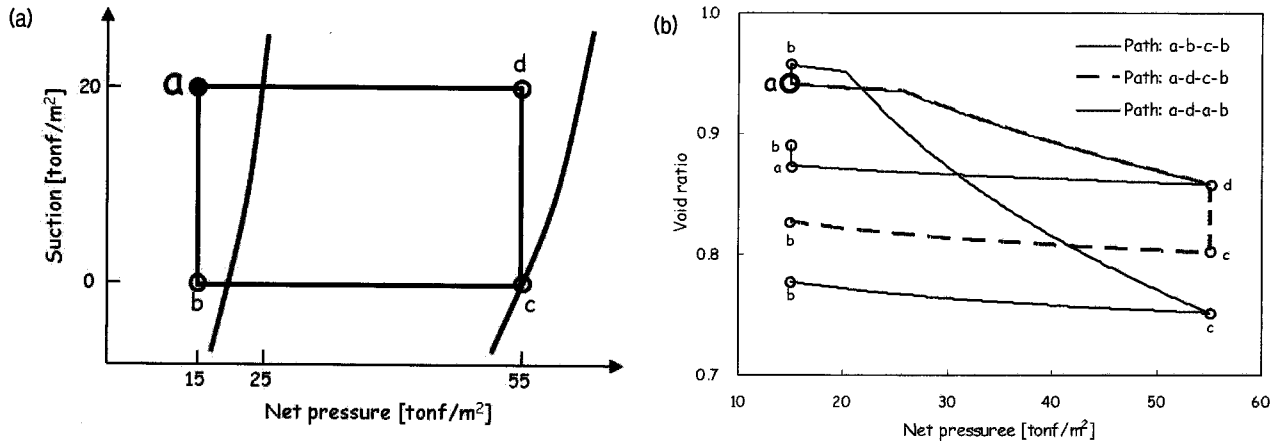 (a)
Suction [tonf/m²]
20
0
a
d
b
c
15
25
55
Net pressure [tonf/m²]
(b)
Void ratio
1.0
0.9
0.8
0.7
Path: a-b-c-b
Path: a-d-c-b
Path: a-d-a-b
b
a
b
a
d
b
c
b
c
10
20
30
40
50
60
Net pressuree [tonf/m²]